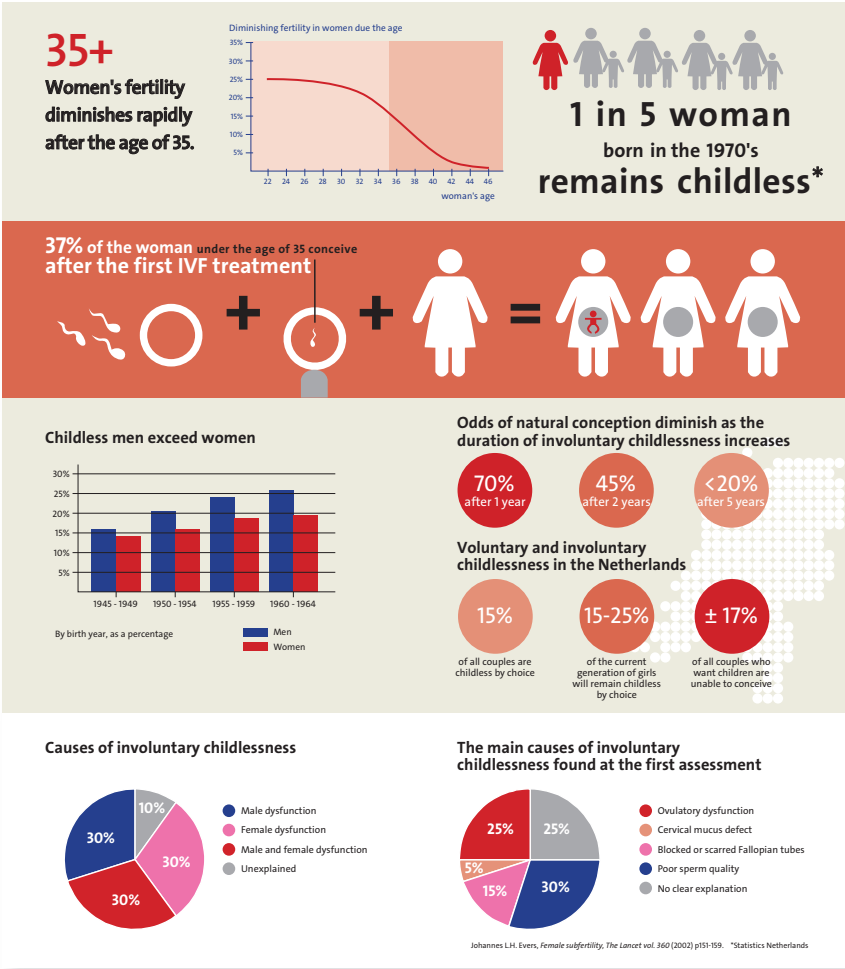 35+
Women's fertility
diminishes rapidly
after the age of 35.
Diminishing fertility in women due the age
35%
30%
25%
20%
15%
10%
5%
22 24 26 28 30 32 34 36 38 40 42 44 46
woman's age
1 in 5 woman
born in the 1970's
remains childless*
37% of the woman under the age of 35 conceive
after the first IVF treatment
+ + =
Childless men exceed women
30%
25%
20%
15%
10%
5%
1945 - 1949 1950 - 1954 1955 - 1959 1960 - 1964
By birth year, as a percentage
Men
Women
Odds of natural conception diminish as the
duration of involuntary childlessness increases
70% 45% <20%
after 1 year after 2 years after 5 years
Voluntary and involuntary
childlessness in the Netherlands
15% 15-25% ± 17%
of all couples are
childless by choice
of the current
generation of girls
will remain childless
by choice
of all couples who
want children are
unable to conceive
Causes of involuntary childlessness
10%
30%
30%
30%
Male dysfunction
Female dysfunction
Male and female dysfunction
Unexplained
The main causes of involuntary
childlessness found at the first assessment
25% 25%
5%
15% 30%
Ovulatory dysfunction
Cervical mucus defect
Blocked or scarred Fallopian tubes
Poor sperm quality
No clear explanation
Johannes L.H. Evers, Female subfertility, The Lancet vol. 360 (2002) p151-159. *Statistics Netherlands